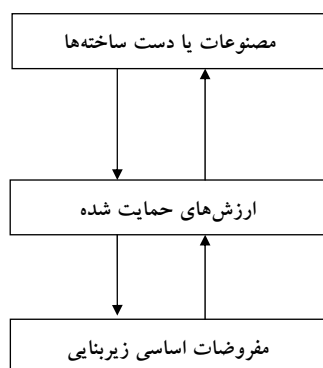 مصنوعات یا دست ساخته‌ها
ارزش‌های حمایت شده
مفروضات اساسی زیربنایی